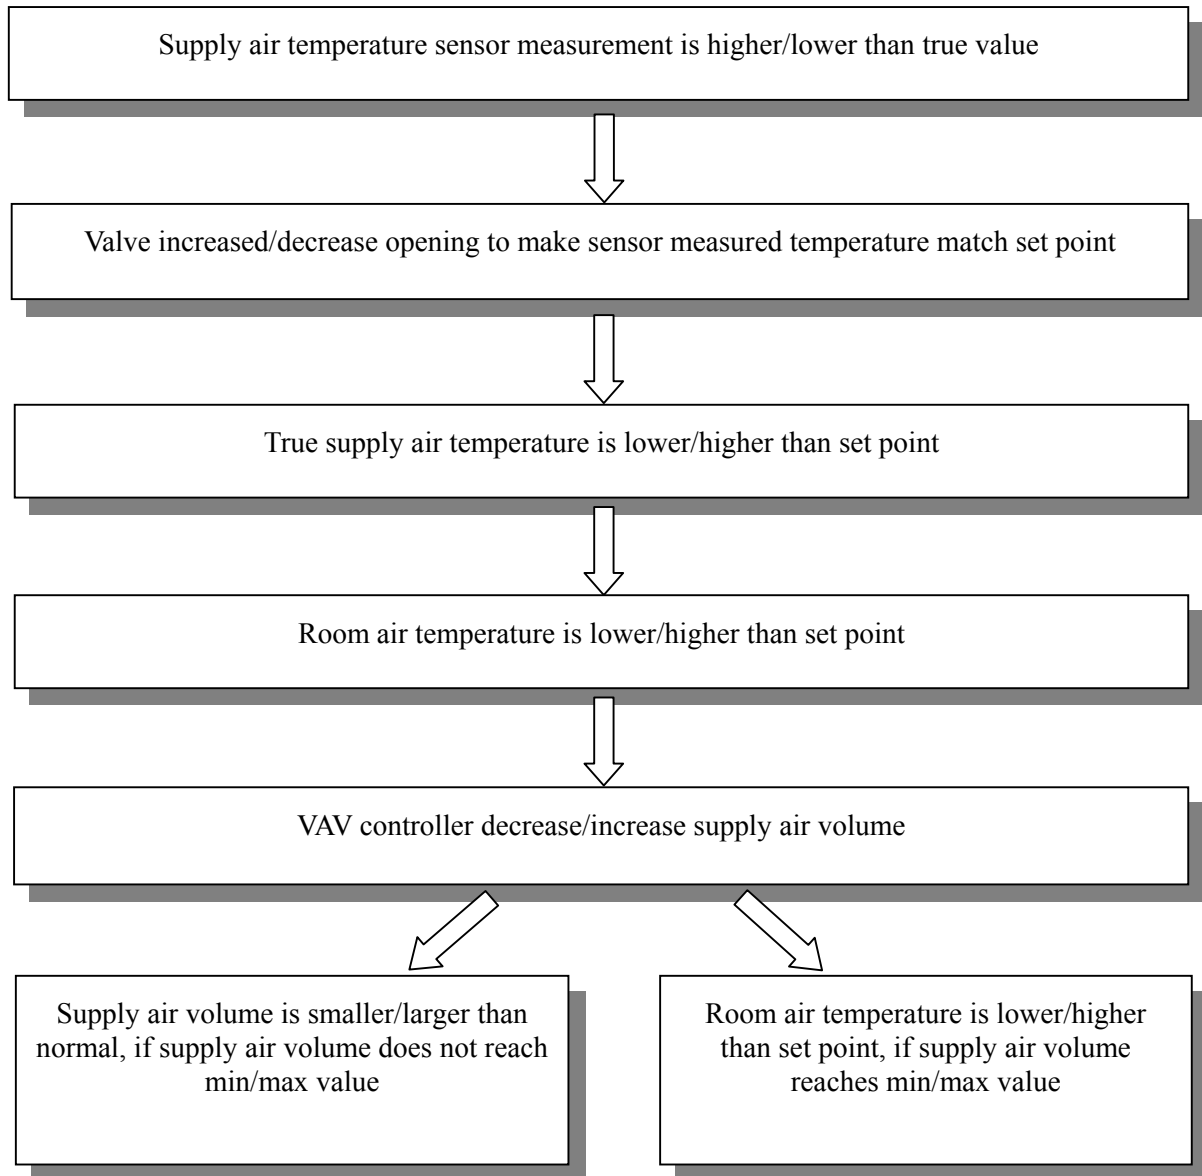 Supply air temperature sensor measurement is higher/lower than true value
Valve increased/decrease opening to make sensor measured temperature match set point
True supply air temperature is lower/higher than set point
Room air temperature is lower/higher than set point
VAV controller decrease/increase supply air volume
Supply air volume is smaller/larger than
normal, if supply air volume does not reach
min/max value
Room air temperature is lower/higher
than set point, if supply air volume
reaches min/max value